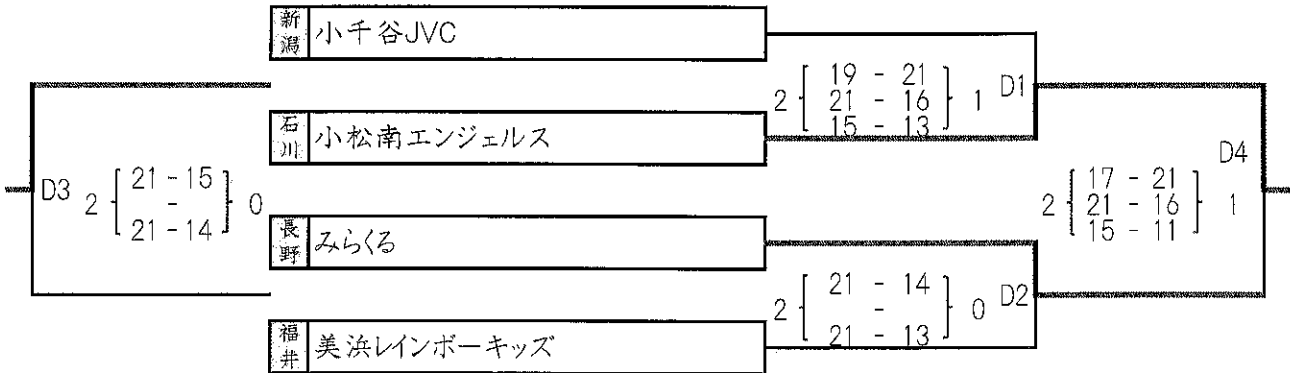 新潟 小千谷JVC
2 19 - 21 1 D1
21 - 16
15 - 13
石川 小松南エンジェルス
D3 2 21 - 15 0
-
21 - 14
D4
2 17 - 21 1
21 - 16
15 - 11
長野 みらくる
2 21 - 14 0 D2
-
21 - 13
福井 美浜レインボーキッズ